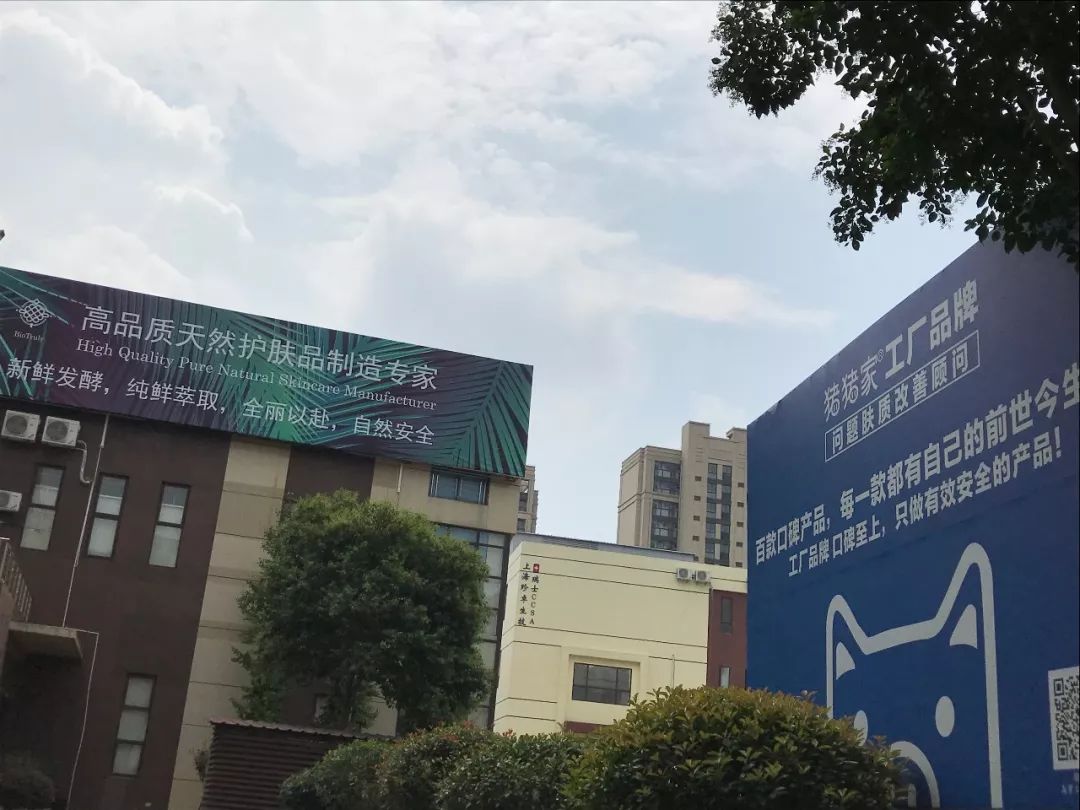 BioTruly
高品质天然护肤品制造专家
High Quality Pure Natural Skincare Manufacturer
新鲜发酵，纯鲜萃取，全丽以赴，自然安全
瑞士CCSA
上海珍卓生技
猪猪家®工厂品牌
问题肤质改善顾问
百款口碑产品，每一款都有自己的前世今生
工厂品牌 口碑至上，只做有效安全的产品！